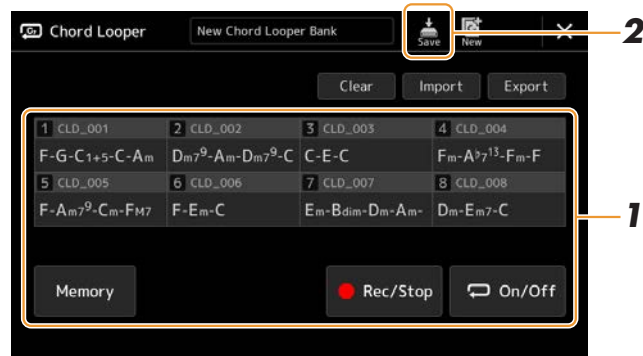 Chord Looper New Chord Looper Bank Save New 2
Clear Import Export
1 CLD_001 2 CLD_002 3 CLD_003 4 CLD_004
F-G-C1+5-C-Am Dm7⁹-Am-Dm7⁹-C C-E-C Fm-A♭7¹³-Fm-F
5 CLD_005 6 CLD_006 7 CLD_007 8 CLD_008
F-Am7⁹-Cm-FM7 F-Em-C Em-Bdim-Dm-Am- Dm-Em7-C
1
Memory Rec/Stop On/Off